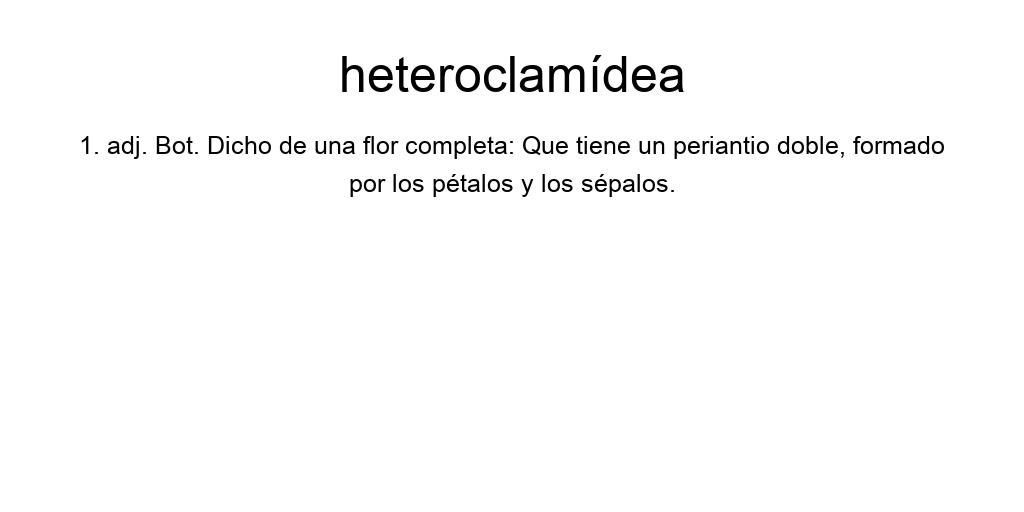 heteroclamídea
1. adj. Bot. Dicho de una flor completa: Que tiene un periantio doble, formado
por los pétalos y los sépalos.